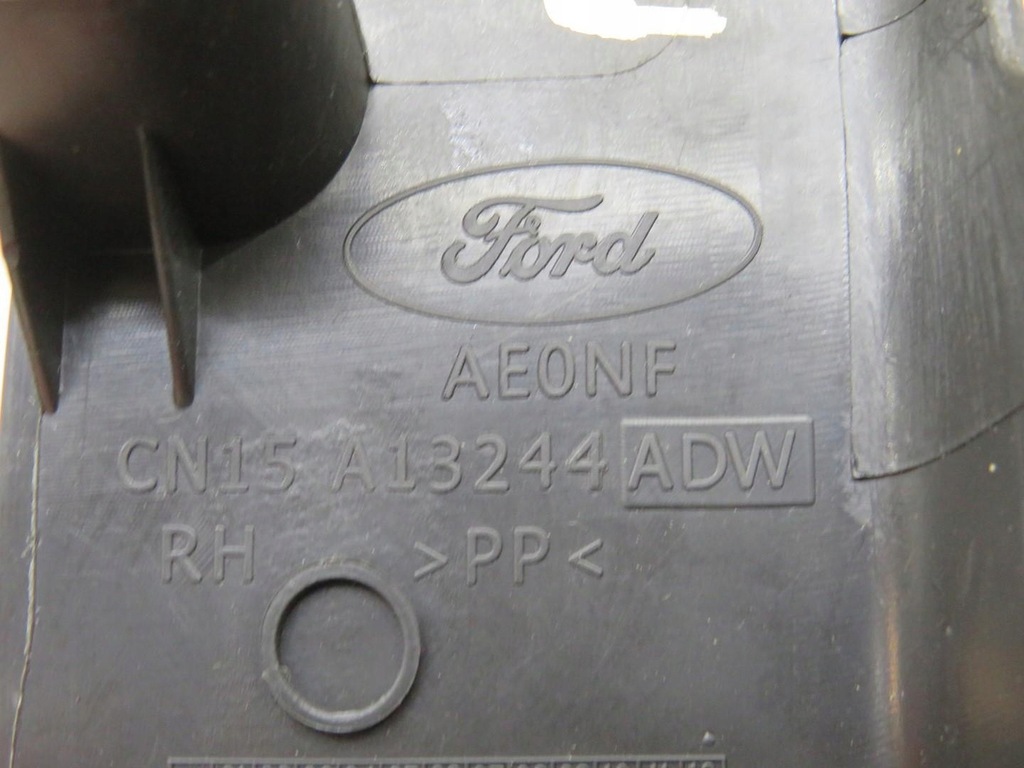 Ford
AE0NF
CN15 A13244 ADW
RH >PP<